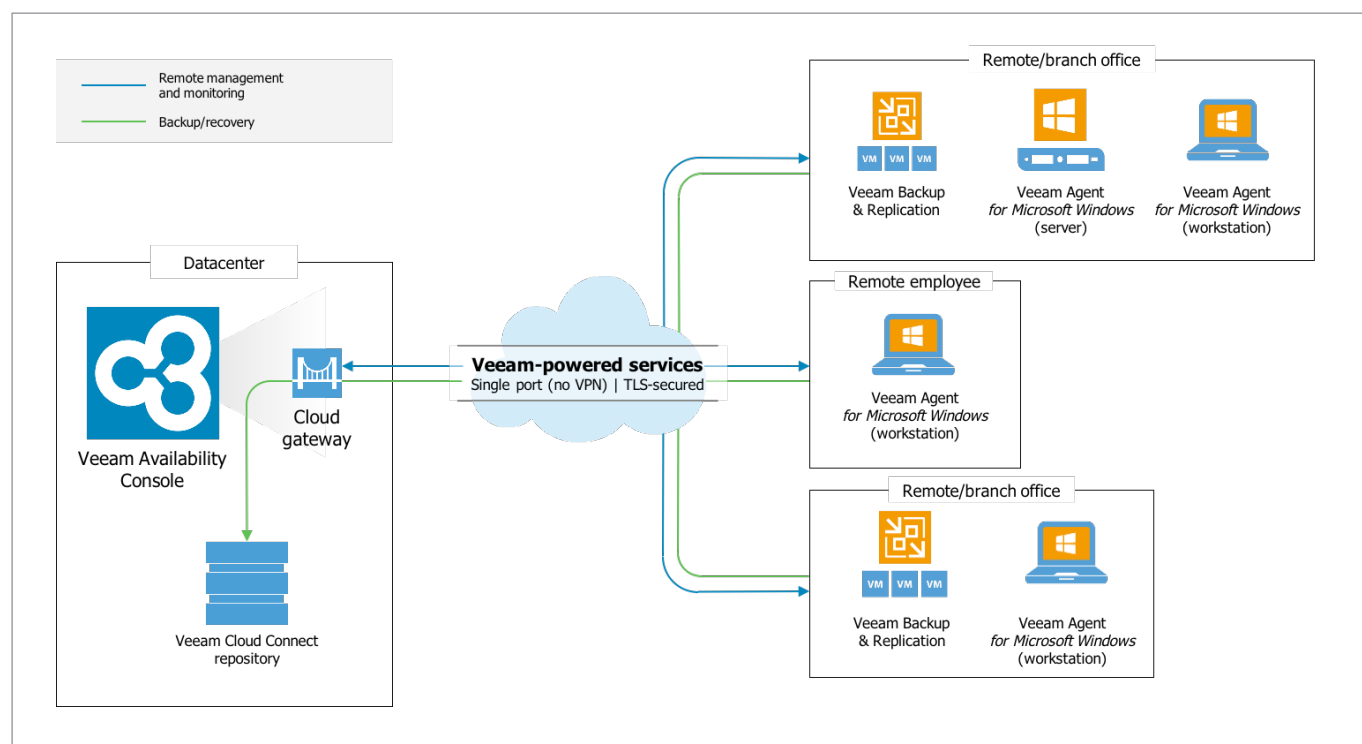 Remote management
and monitoring
Backup/recovery
Datacenter
Veeam Availability
Console
Cloud
gateway
Veeam Cloud Connect
repository
Veeam-powered services
Single port (no VPN) | TLS-secured
Remote/branch office
VM VM VM
Veeam Backup
& Replication
Veeam Agent
for Microsoft Windows
(server)
Veeam Agent
for Microsoft Windows
(workstation)
Remote employee
Veeam Agent
for Microsoft Windows
(workstation)
Remote/branch office
VM VM VM
Veeam Backup
& Replication
Veeam Agent
for Microsoft Windows
(workstation)